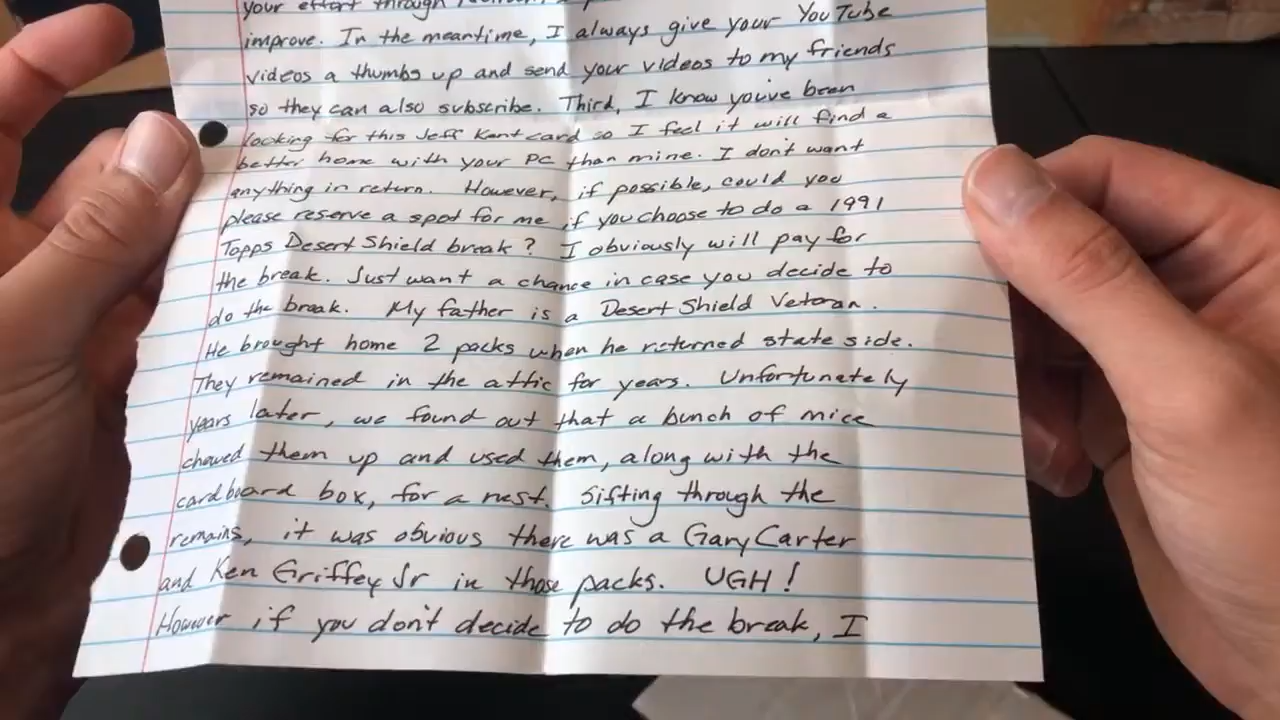 your effort through
improve. In the meantime, I always give your YouTube
videos a thumbs up and send your videos to my friends
so they can also subscribe. Third, I know you've been
looking for this Jeff Kent card so I feel it will find a
better home with your PC than mine. I don't want
anything in return. However, if possible, could you
please reserve a spot for me if you choose to do a 1991
Topps Desert Shield break? I obviously will pay for
the break. Just want a chance in case you decide to
do the break. My father is a Desert Shield Veteran.
He brought home 2 packs when he returned state side.
They remained in the attic for years. Unfortunately
years later, we found out that a bunch of mice
chewed them up and used them, along with the
cardboard box, for a nest. Sifting through the
remains, it was obvious there was a Gary Carter
and Ken Griffey Jr in those packs. UGH!
However if you don't decide to do the break, I